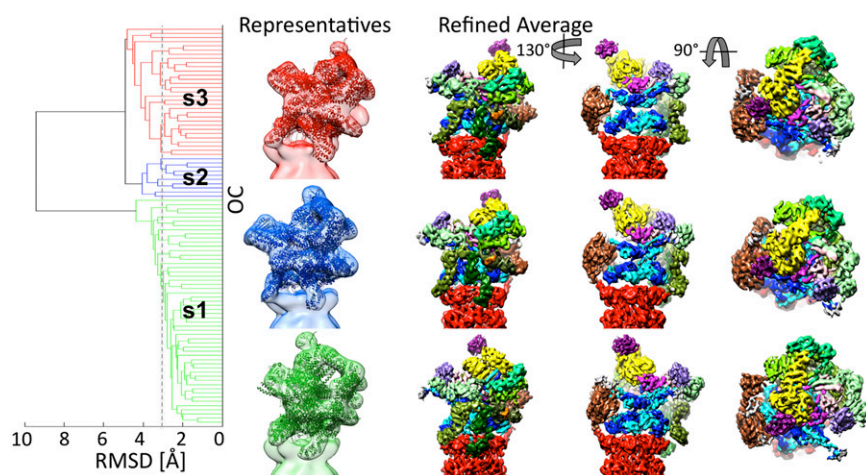 Representatives
Refined Average
130°
90°
s3
s2
s1
OC
10 8 6 4 2 0
RMSD [Å]